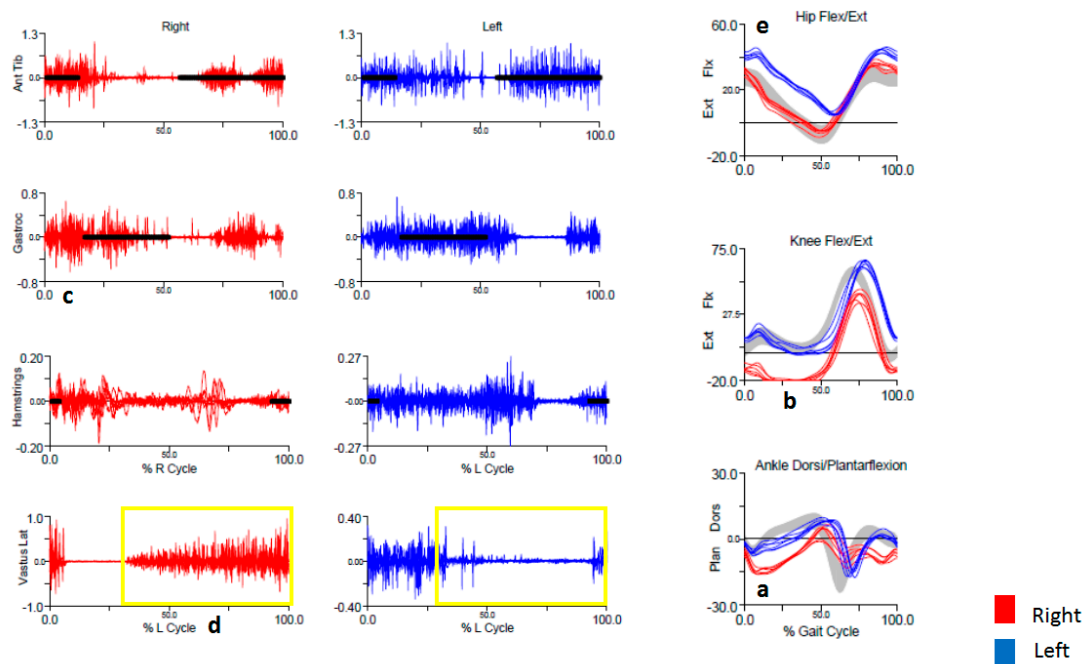 Right
Left
e
Hip Flex/Ext
1.3
Ant Tib
0.0
-1.3
0.0
50.0
100.0
1.3
0.0
-1.3
0.0
50.0
100.0
60.0
Flx
20.0
Ext
-20.0
0.0
50.0
100.0
0.8
Gastroc
0.0
-0.8
0.0
c
50.0
100.0
0.8
0.0
-0.8
0.0
50.0
100.0
Knee Flex/Ext
75.0
Flx
27.5
Ext
-20.0
0.0
b
50.0
100.0
0.20
Hamstrings
-0.00
-0.20
0.0
50.0
100.0
% R Cycle
0.27
-0.00
-0.27
0.0
50.0
100.0
% L Cycle
Ankle Dorsi/Plantarflexion
30.0
Dors
0.0
Plan
-30.0
a
0.0
50.0
100.0
% Gait Cycle
1.0
Vastus Lat
0.0
-1.0
0.0
50.0
100.0
% L Cycle
d
0.40
0.0
-0.40
0.0
50.0
100.0
% L Cycle
Right
Left